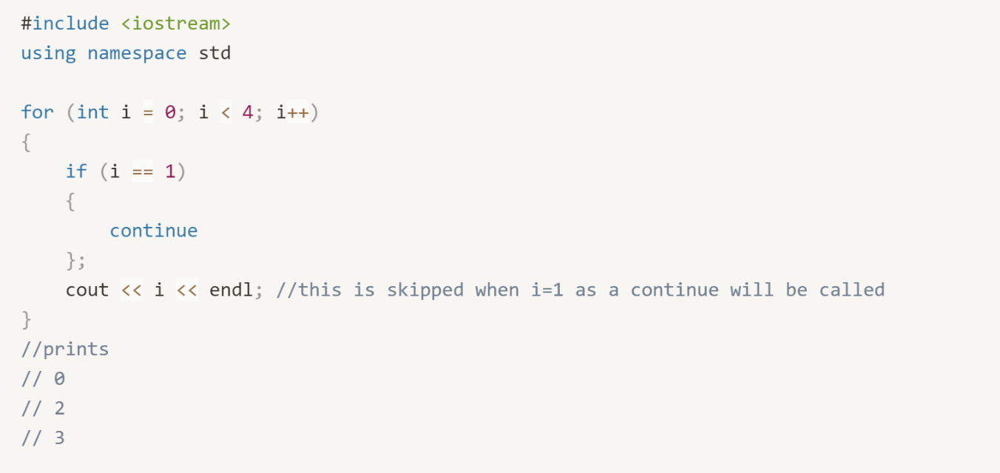 #include <iostream>
using namespace std

for (int i = 0; i < 4; i++)
{
    if (i == 1)
    {
        continue
    };
    cout << i << endl; //this is skipped when i=1 as a continue will be called
}
//prints
// 0
// 2
// 3